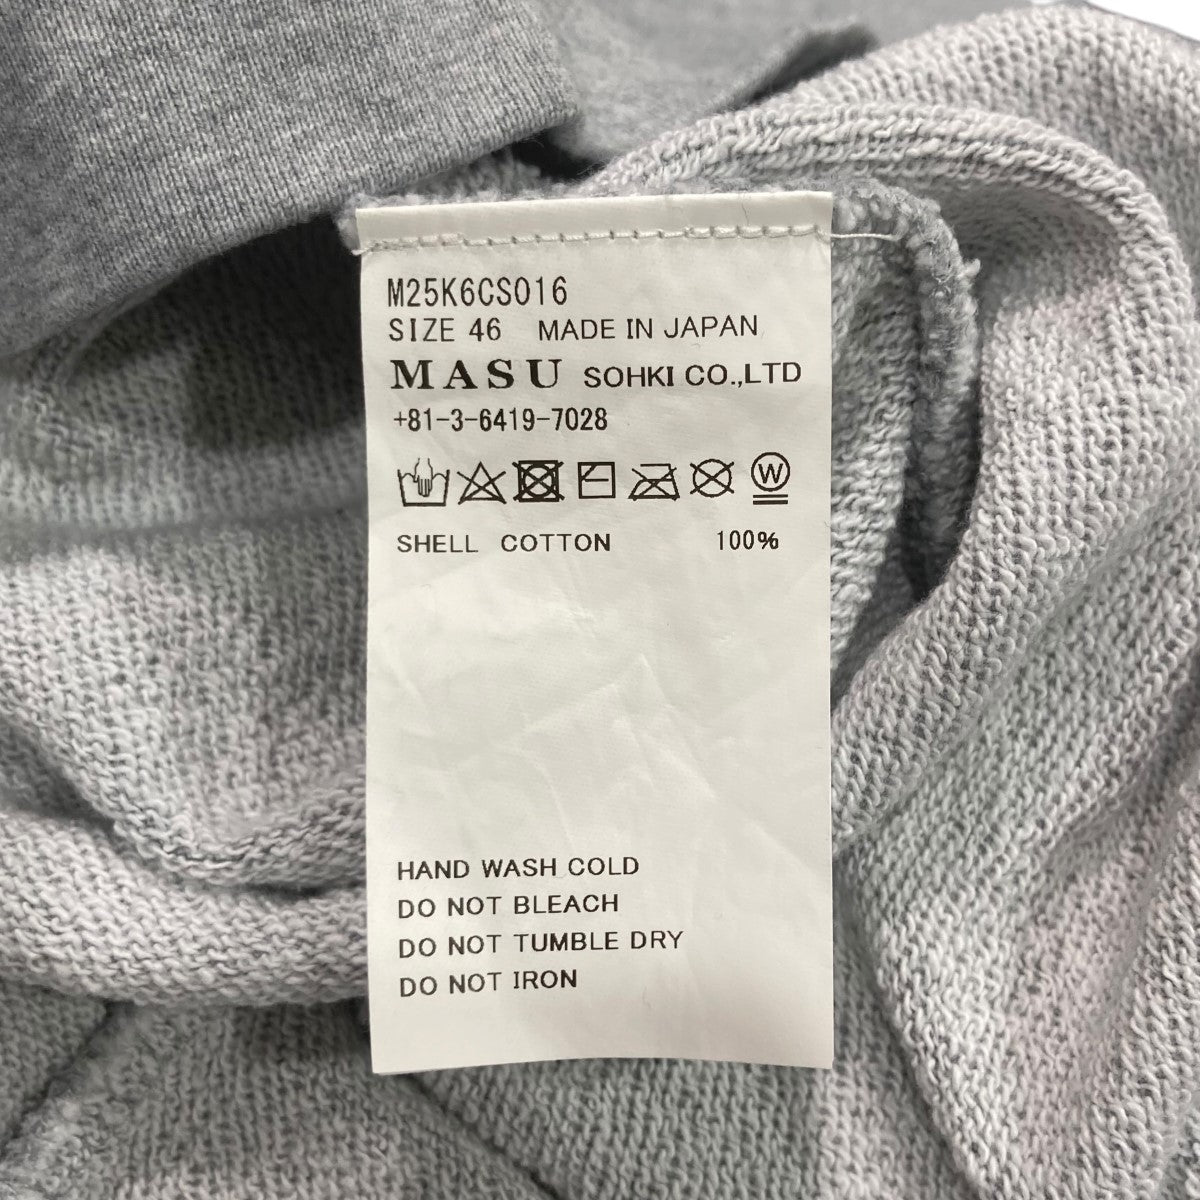 M25K6CS016
SIZE 46 MADE IN JAPAN
MASU SOHKI CO.,LTD
+81-3-6419-7028
W
SHELL COTTON 100%
HAND WASH COLD
DO NOT BLEACH
DO NOT TUMBLE DRY
DO NOT IRON